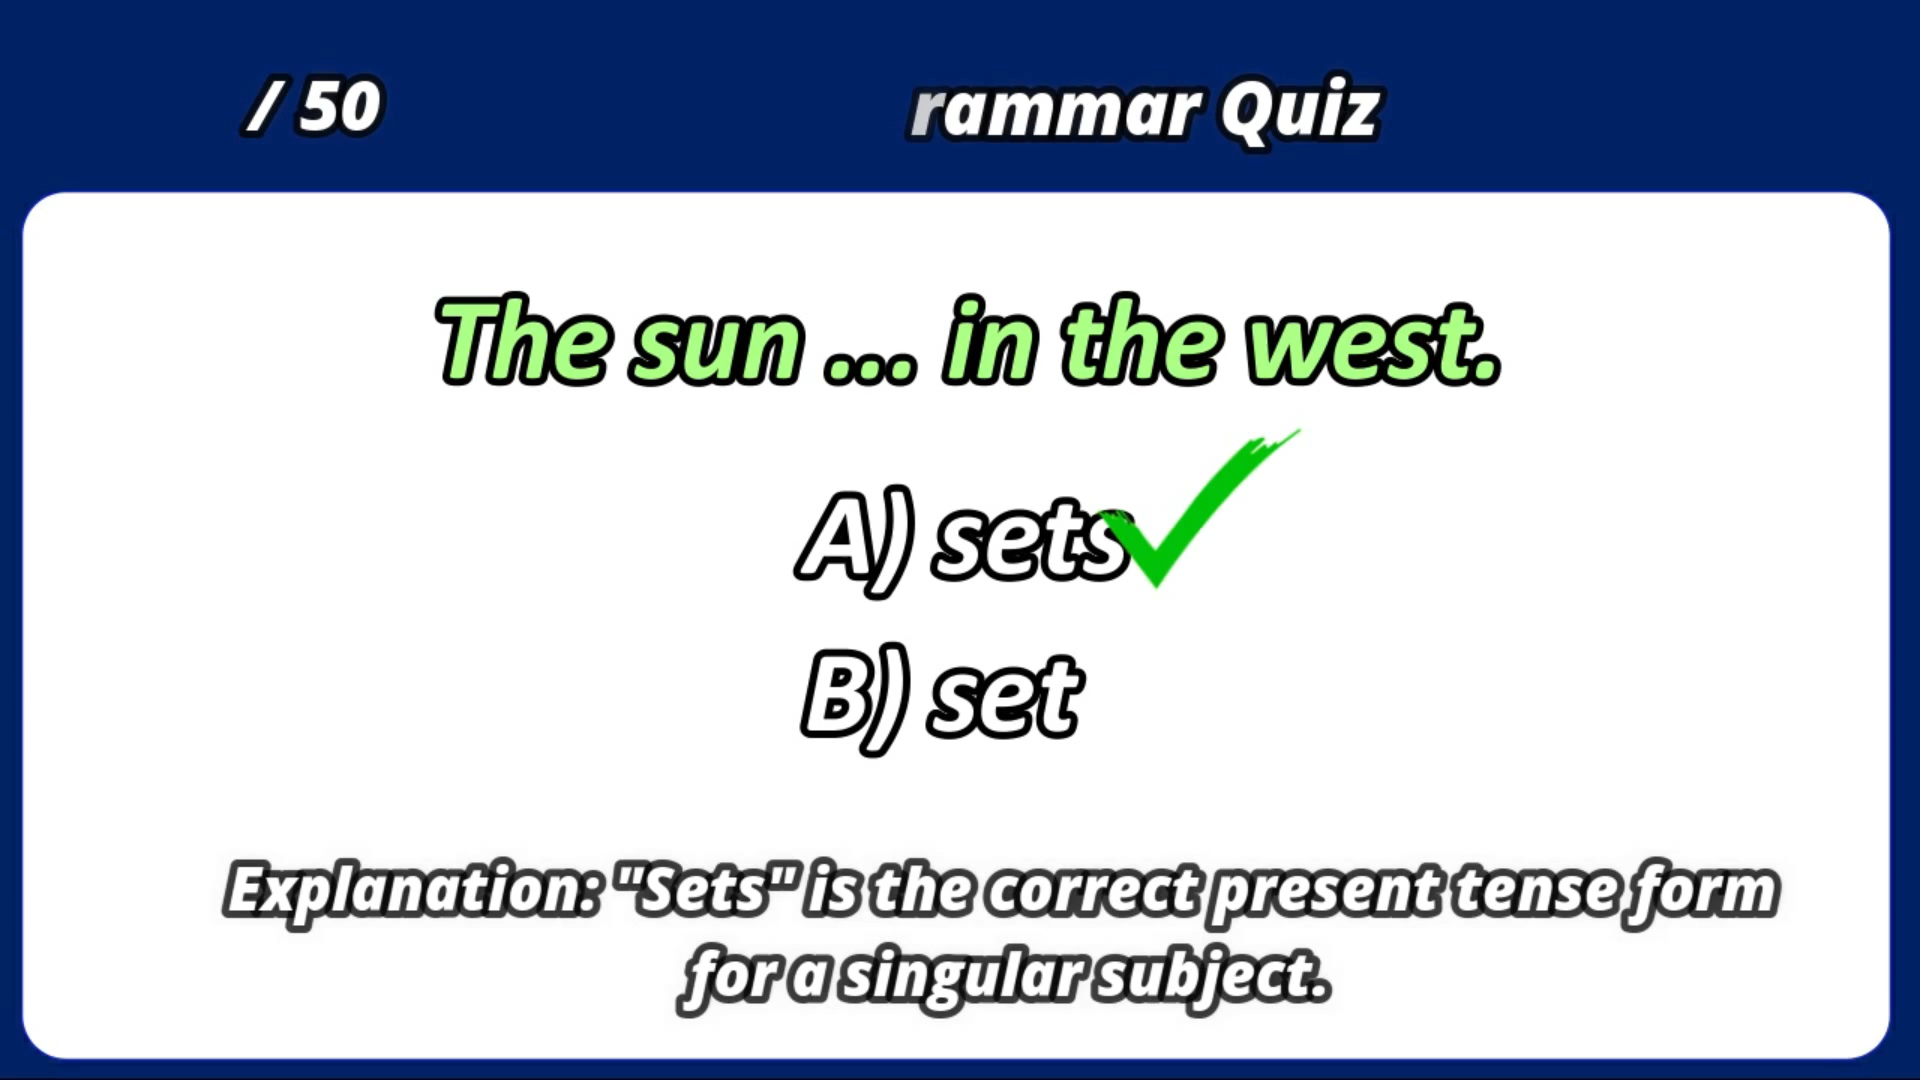 / 50
rammar Quiz
The sun ... in the west.
A) sets
B) set
Explanation: "Sets" is the correct present tense form
for a singular subject.